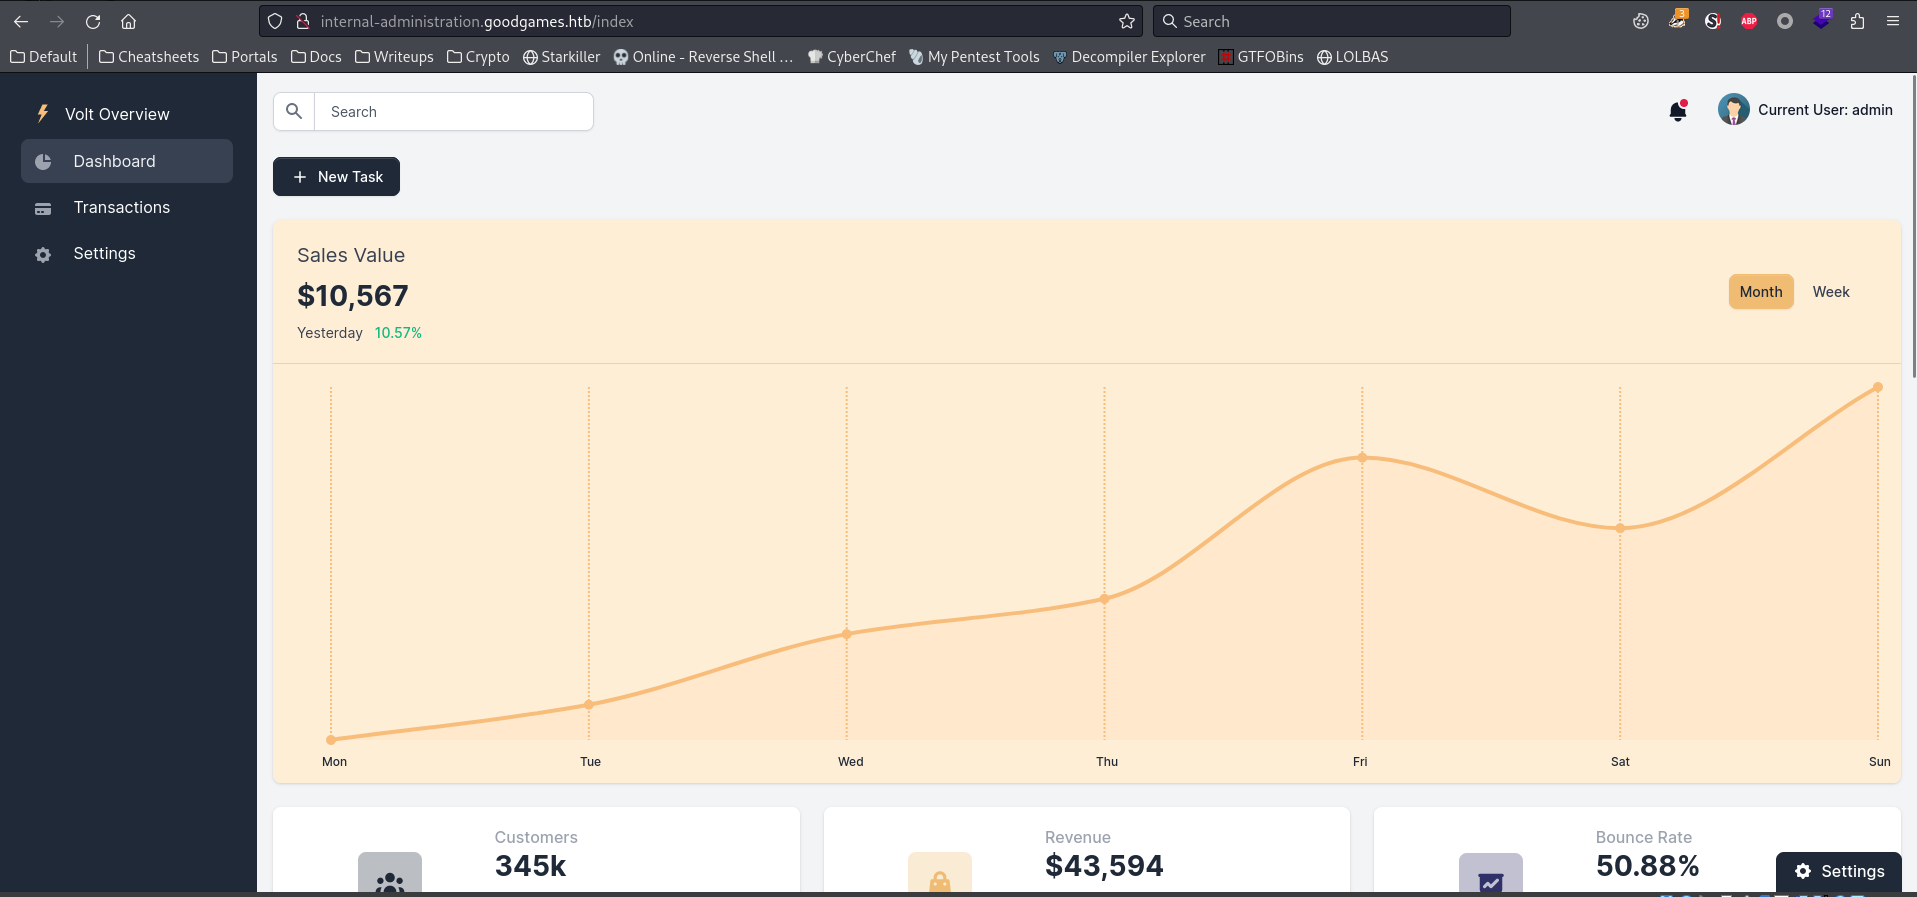 internal-administration.goodgames.htb/index
Search
3
ABP
12
Default
Cheatsheets
Portals
Docs
Writeups
Crypto
Starkiller
Online - Reverse Shell ...
CyberChef
My Pentest Tools
Decompiler Explorer
GTFOBins
LOLBAS
Volt Overview
Search
Current User: admin
Dashboard
New Task
Transactions
Settings
Sales Value
$10,567
Month
Week
Yesterday 10.57%
Mon
Tue
Wed
Thu
Fri
Sat
Sun
Customers
345k
Revenue
$43,594
Bounce Rate
50.88%
Settings